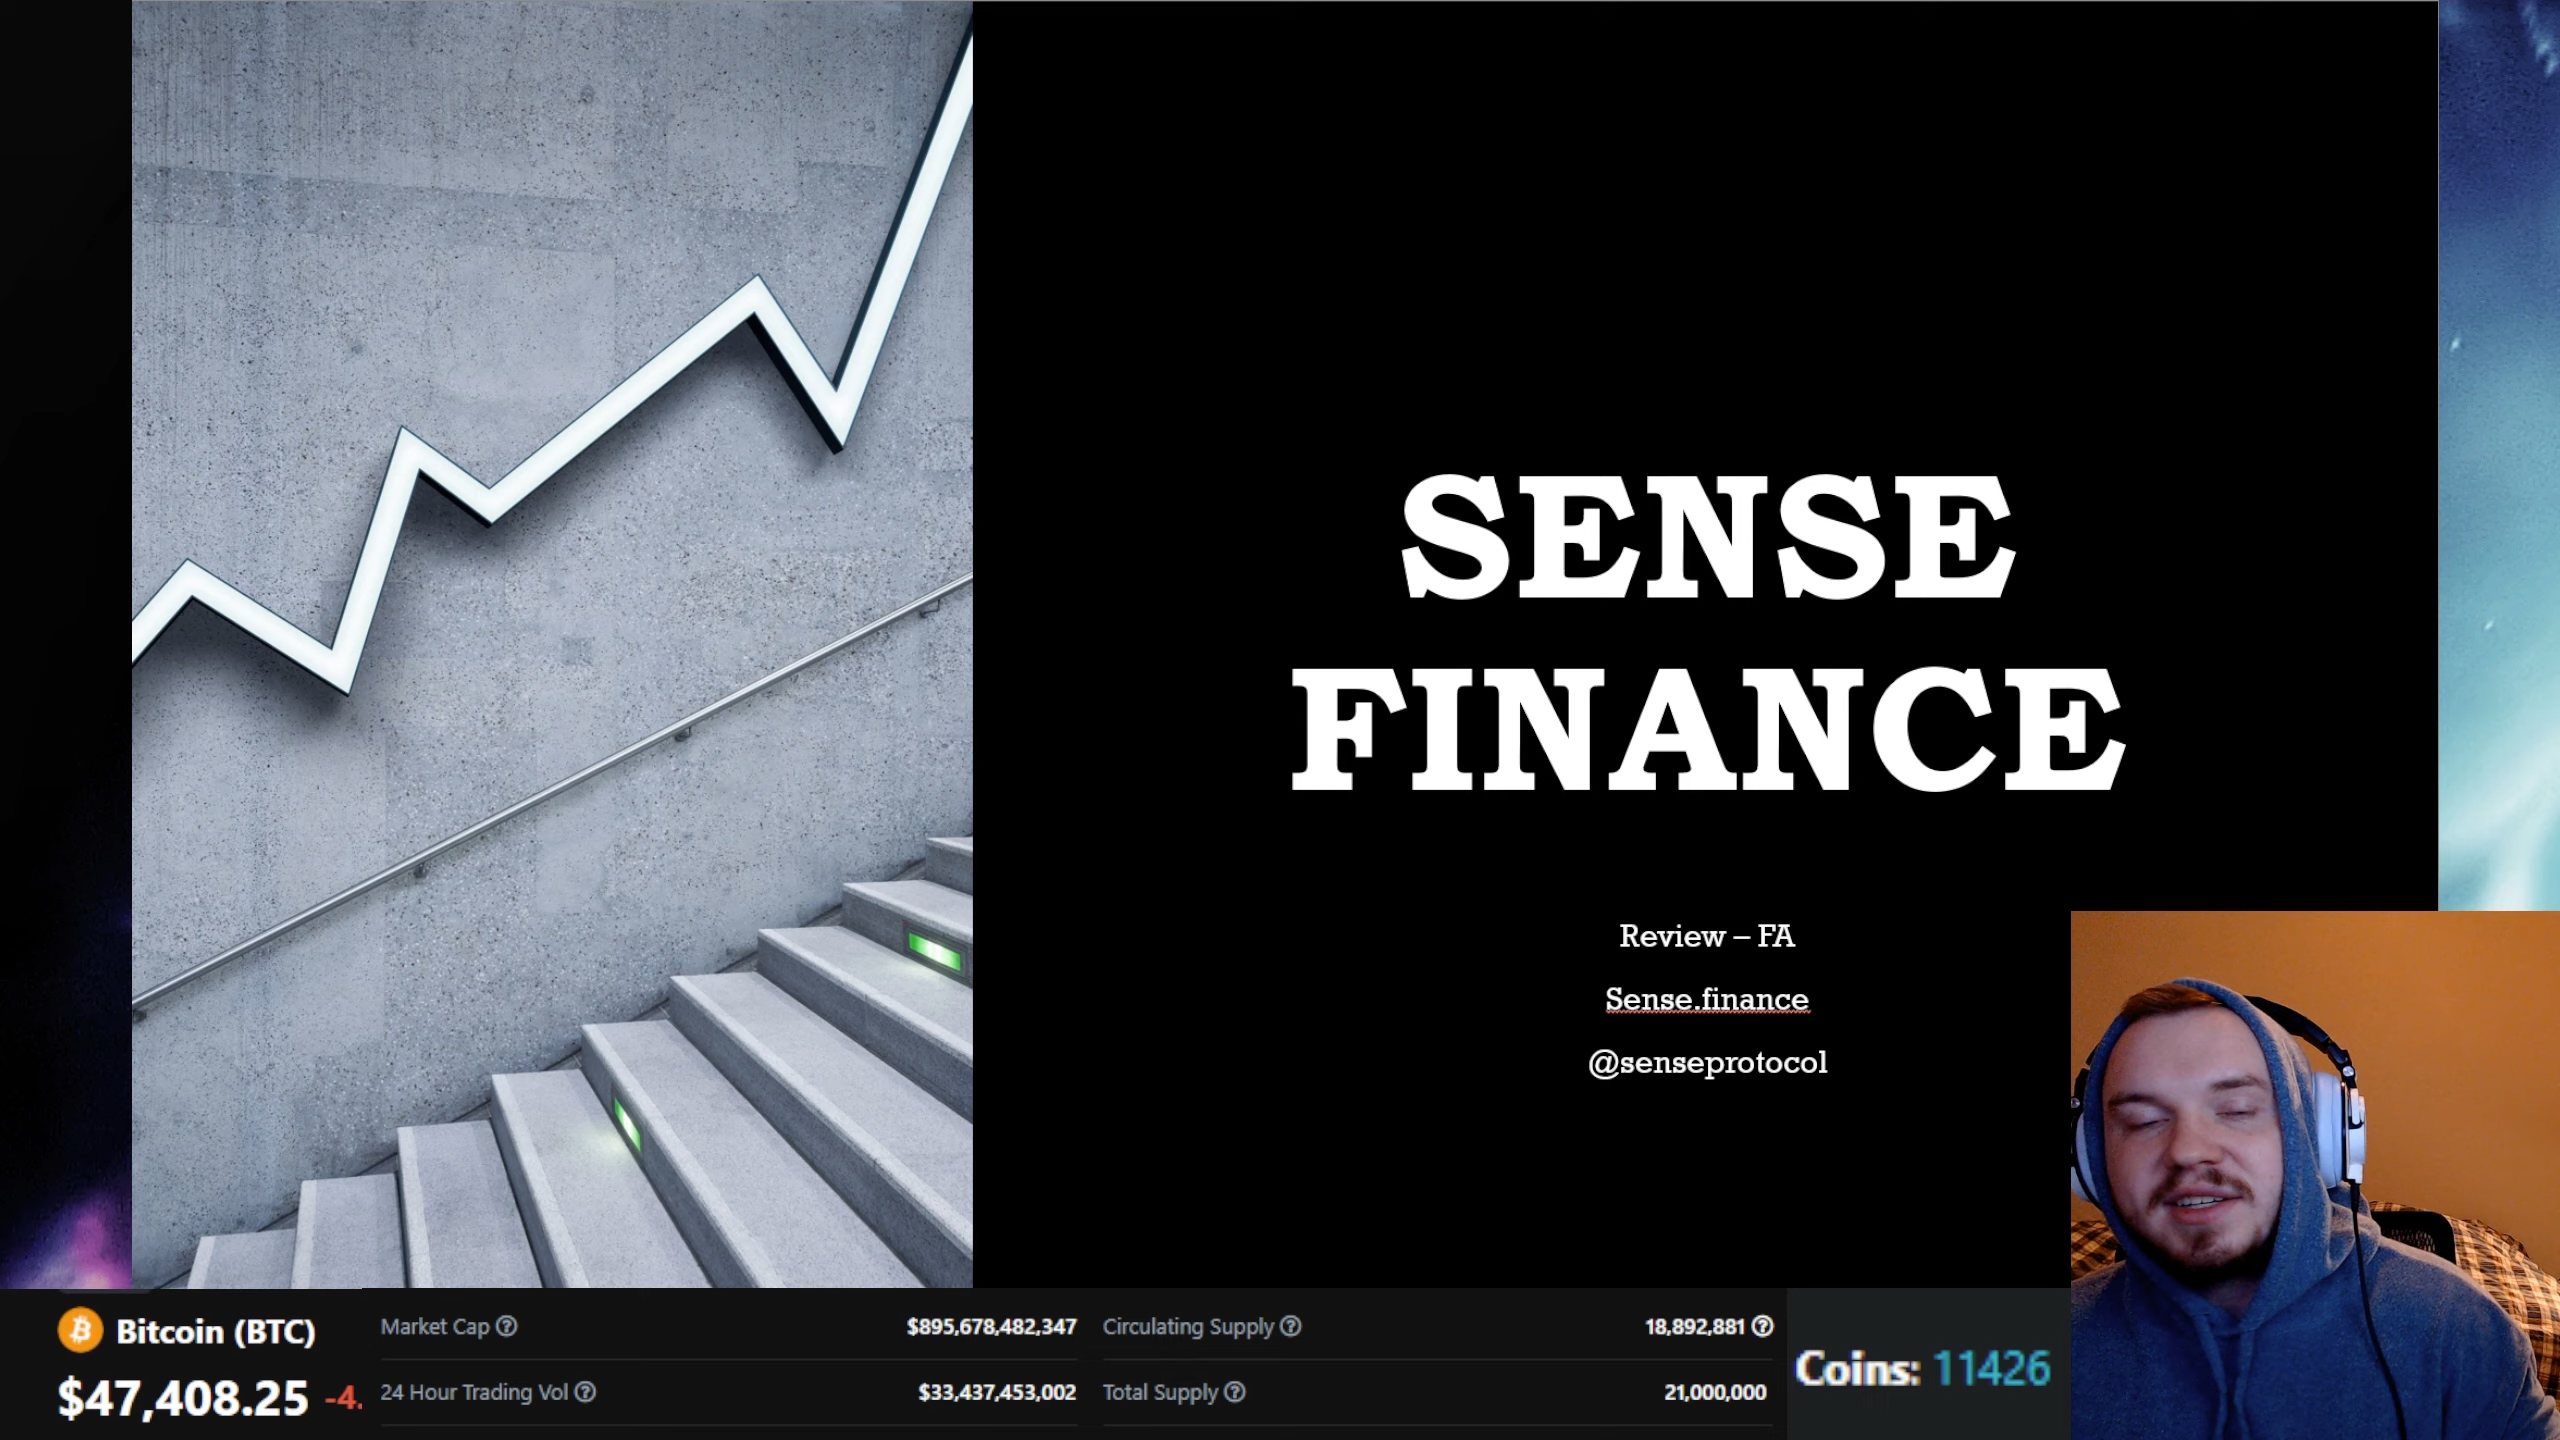 SENSE
FINANCE
Review – FA
Sense.finance
@senseprotocol
Bitcoin (BTC)
$47,408.25 -4.
Market Cap $895,678,482,347
24 Hour Trading Vol $33,437,453,002
Circulating Supply 18,892,881
Total Supply 21,000,000
Coins: 11426